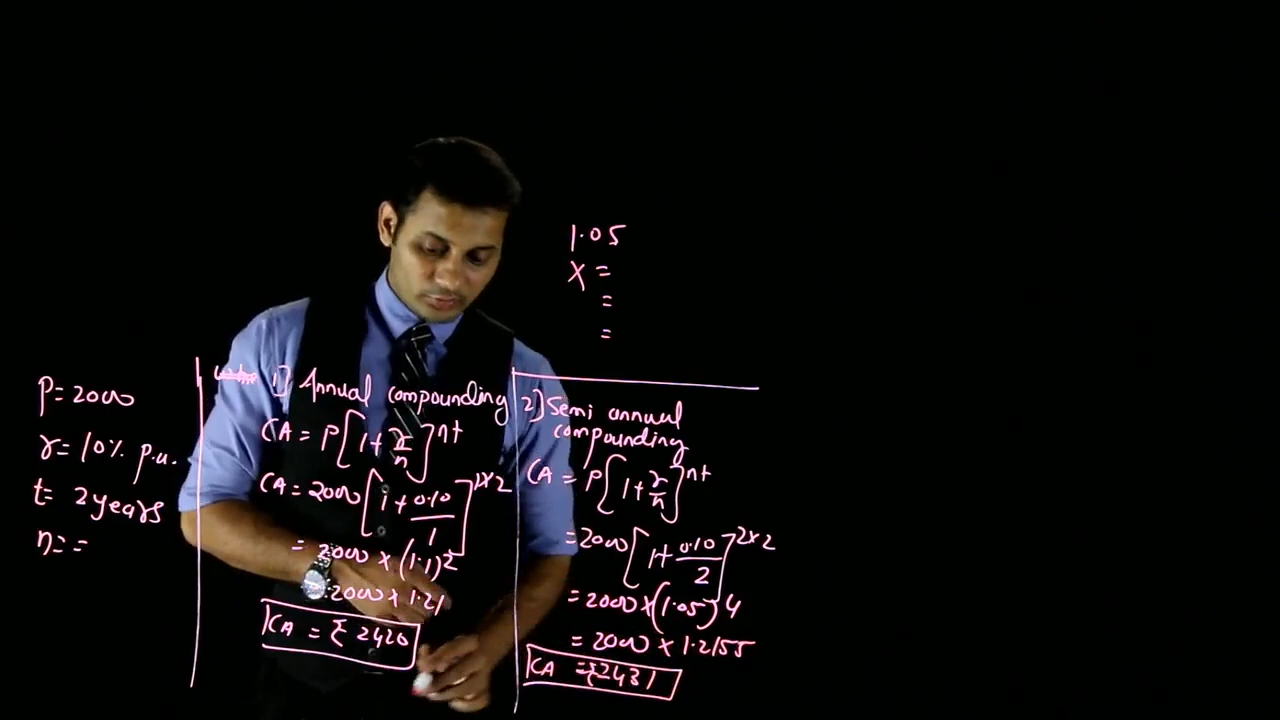 1.05
X =
=
=
P= 2000
r= 10% p.a.
t= 2 years
n= =
1] Annual compounding
CA = P[1+r/n]^nt
CA = 2000[1+0.10/1]^1×2
= 2000 × (1.1)^2
2000 × 1.21
CA = ₹ 2420
2] Semi annual
compounding
CA = P[1+r/n]^nt
= 2000[1+0.10/2]^2×2
= 2000×(1.05)^4
= 2000 × 1.2155
CA = ₹2431